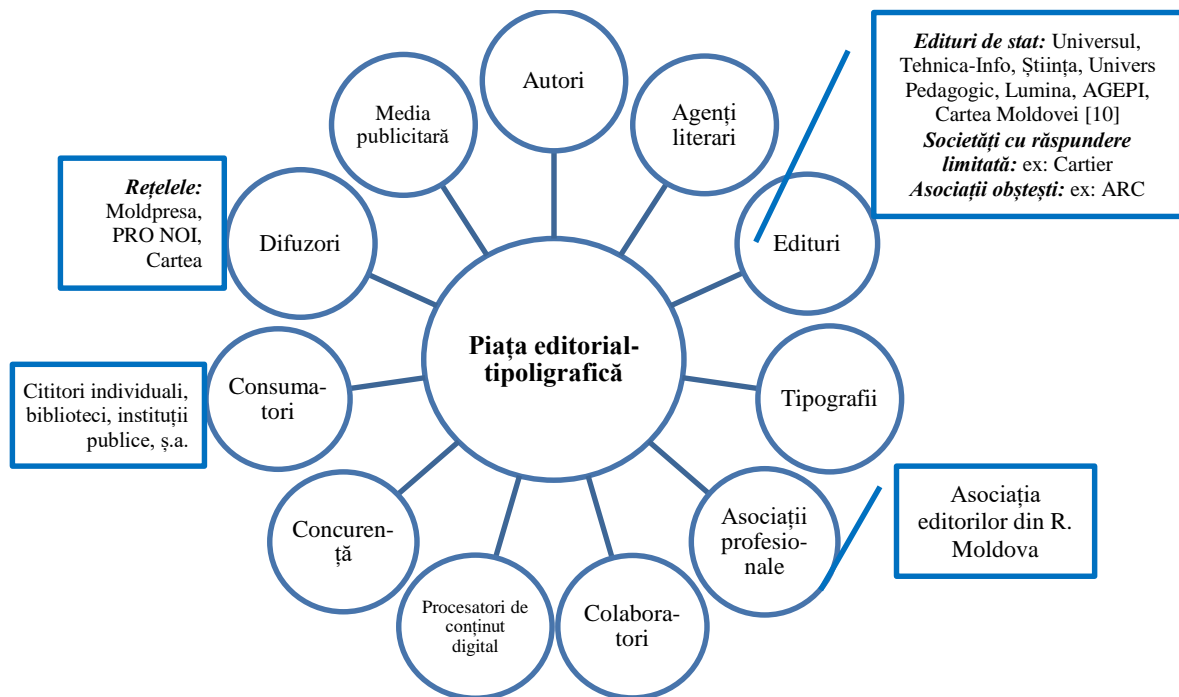 Autori
Agenți
literari
Edituri
Edituri de stat: Universul,
Tehnica-Info, Știința, Univers
Pedagogic, Lumina, AGEPI,
Cartea Moldovei [10]
Societăți cu răspundere
limitată: ex: Cartier
Asociații obștești: ex: ARC
Tipografii
Asociații
profesio-
nale
Asociația
editorilor din R.
Moldova
Colabora-
tori
Procesatori de
conținut
digital
Concuren-
ță
Consuma-
tori
Cititori individuali,
biblioteci, instituții
publice, ș.a.
Difuzori
Rețelele:
Moldpresa,
PRO NOI,
Cartea
Media
publicitară
Piața editorial-
tipoligrafică